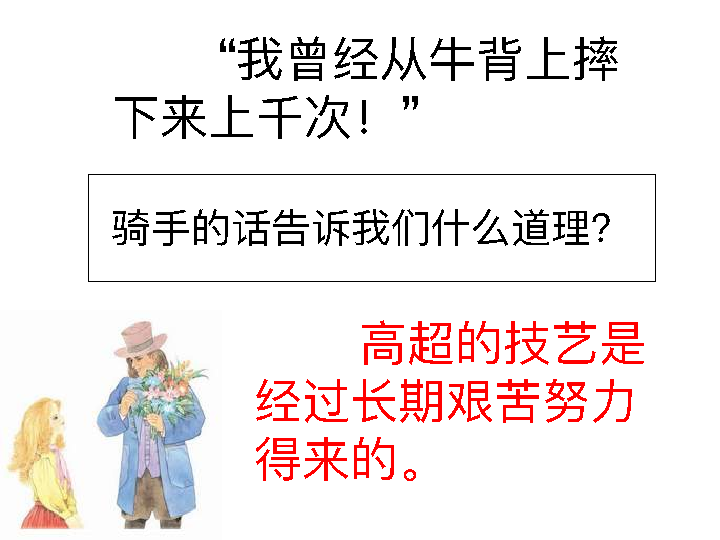 “我曾经从牛背上摔
下来上千次！”
骑手的话告诉我们什么道理？
高超的技艺是
经过长期艰苦努力
得来的。